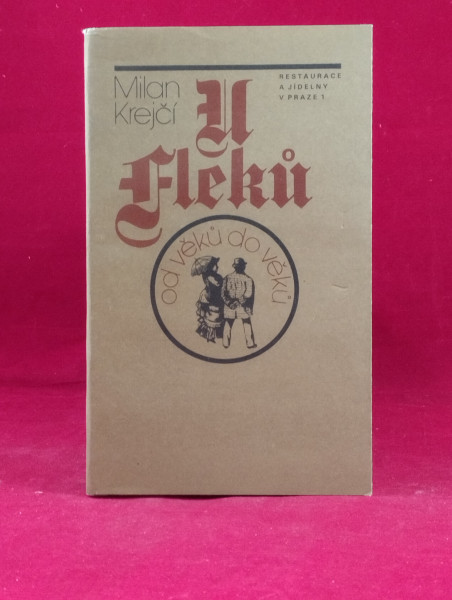 Milan
Krejčí
U
Fleků
RESTAURACE
A JÍDELNY
V PRAZE 1
od věků do věků